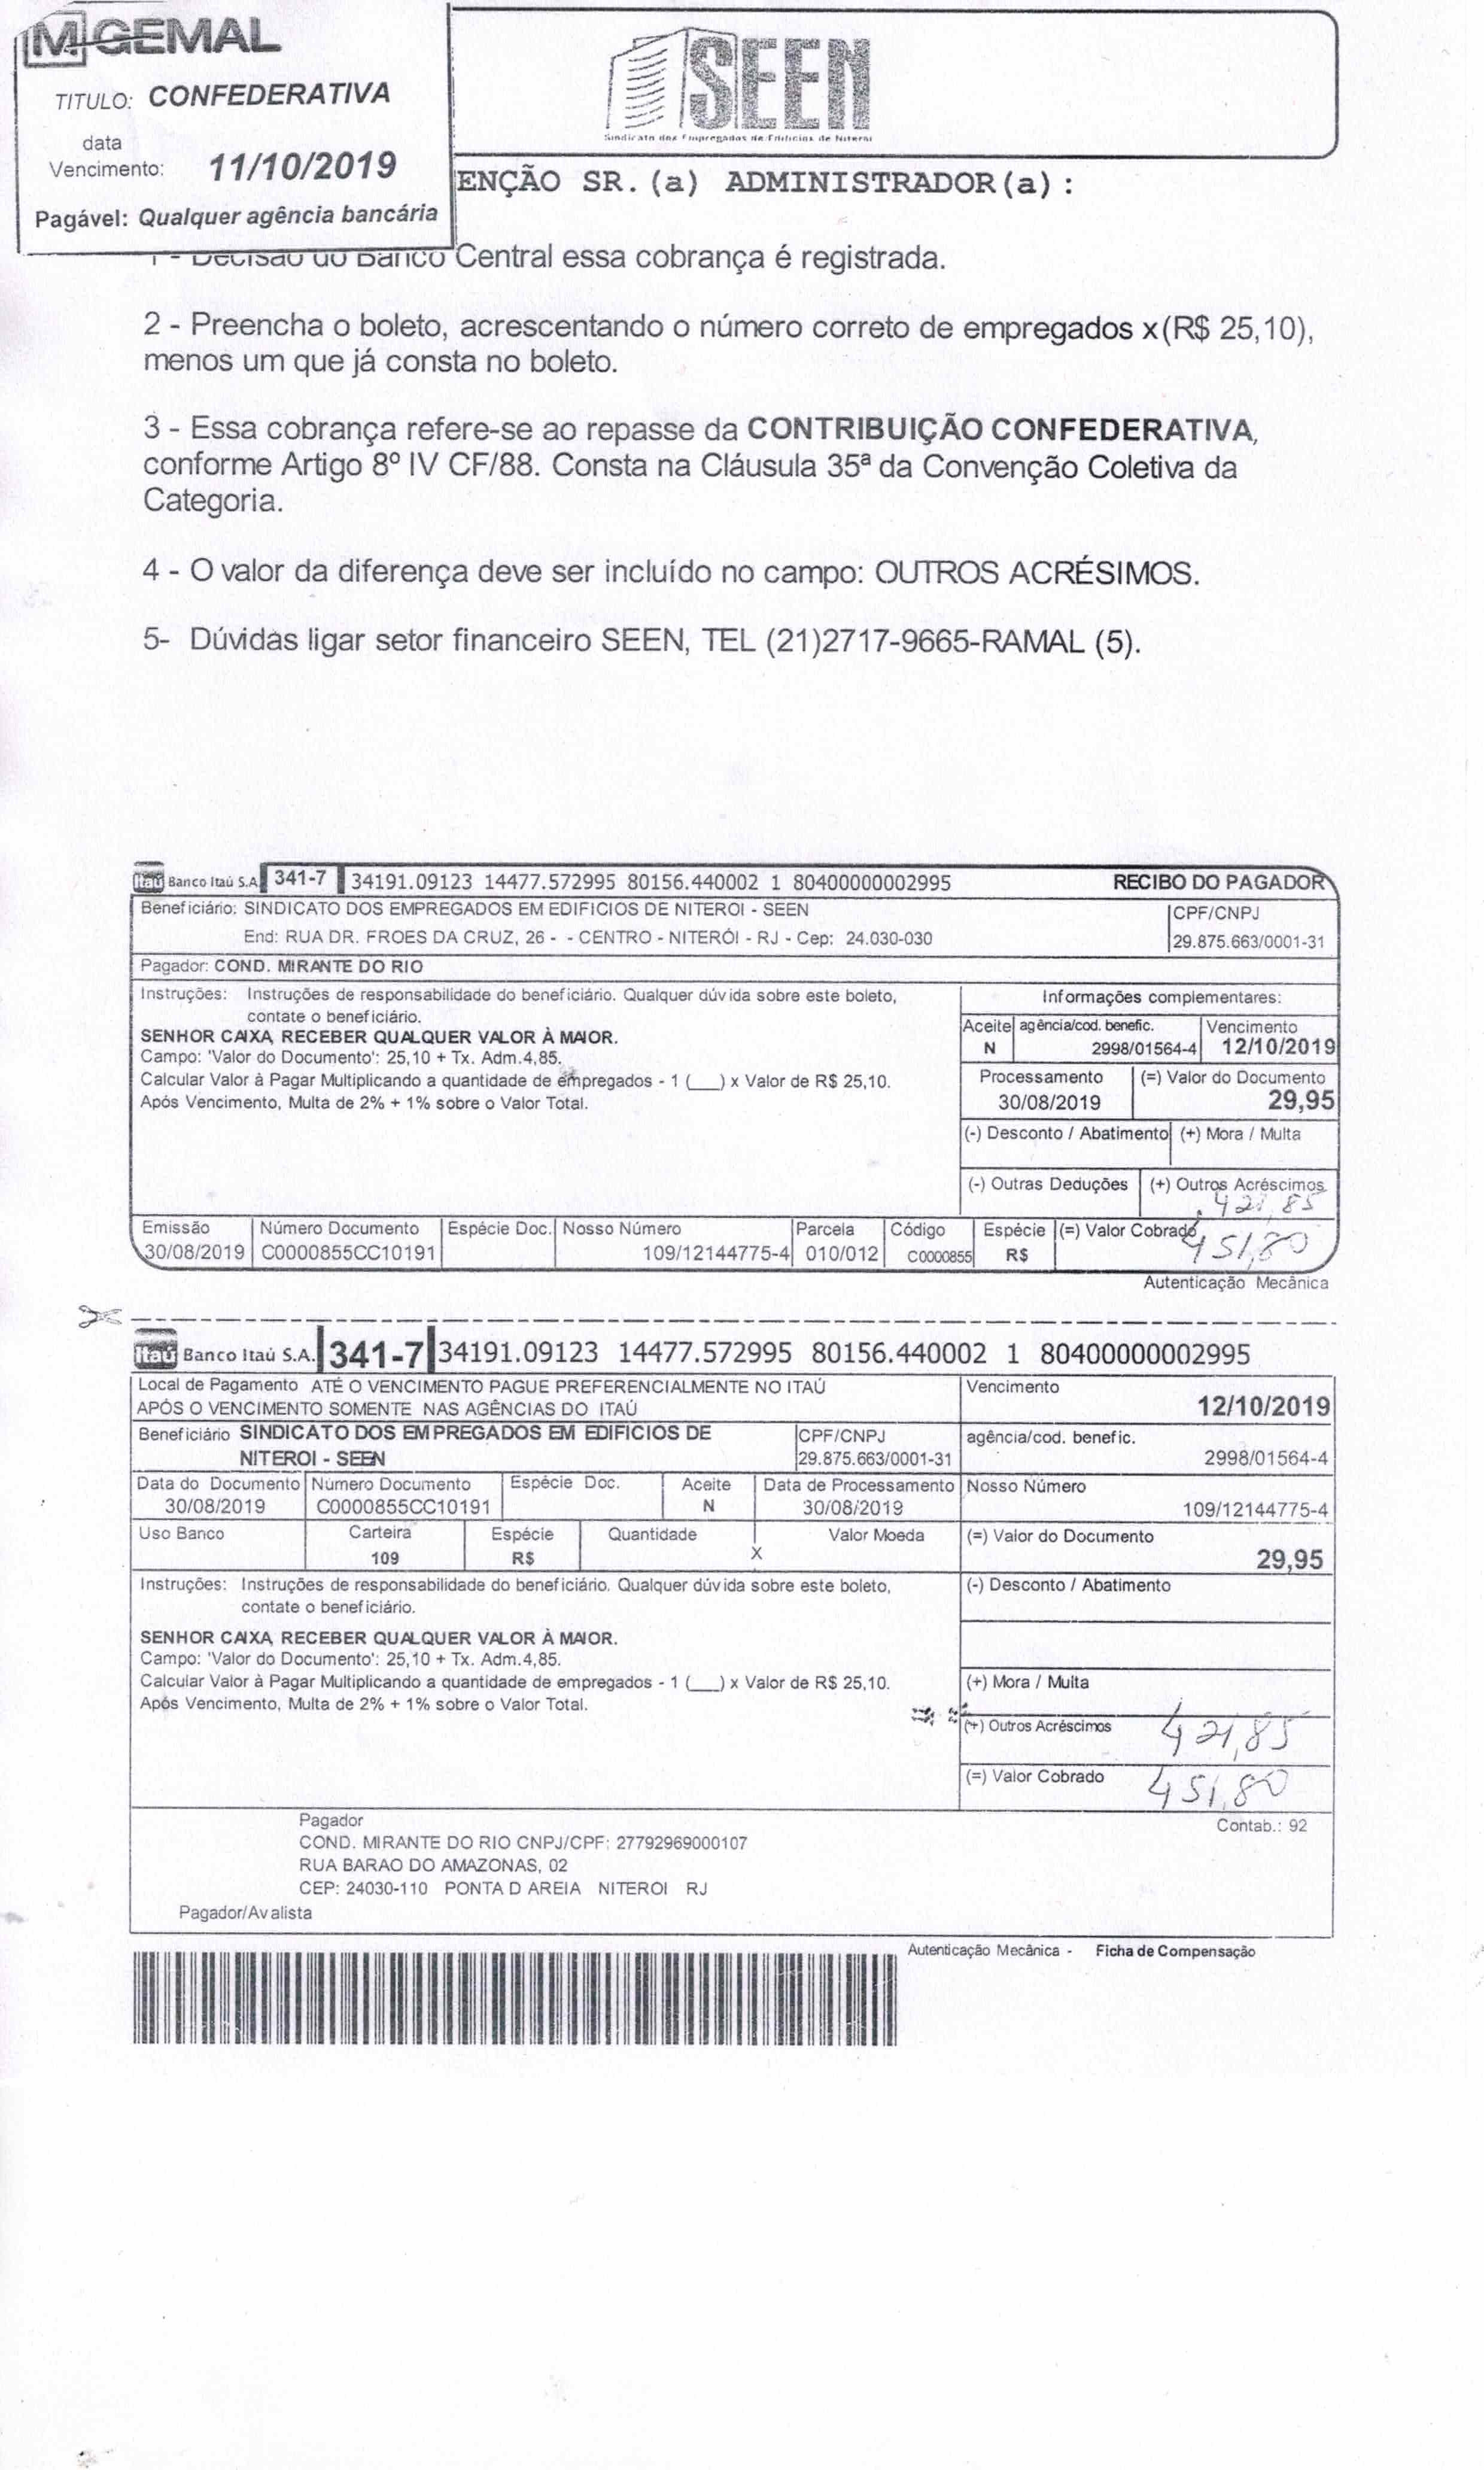 GEMAL
TITULO: CONFEDERATIVA
data
Vencimento: 11/10/2019
Pagável: Qualquer agência bancária
SEEN
Sindicato dos Empregados de Edifícios de Niterói
ENÇÃO SR.(a) ADMINISTRADOR(a):
1 - Decisão do Banco Central essa cobrança é registrada.
2 - Preencha o boleto, acrescentando o número correto de empregados x(R$ 25,10),
menos um que já consta no boleto.
3 - Essa cobrança refere-se ao repasse da CONTRIBUIÇÃO CONFEDERATIVA,
conforme Artigo 8º IV CF/88. Consta na Cláusula 35ª da Convenção Coletiva da
Categoria.
4 - O valor da diferença deve ser incluído no campo: OUTROS ACRÉSIMOS.
5- Dúvidas ligar setor financeiro SEEN, TEL (21)2717-9665-RAMAL (5).
Itaú Banco Itaú S.A. 341-7 34191.09123 14477.572995 80156.440002 1 80400000002995 RECIBO DO PAGADOR
Beneficiário: SINDICATO DOS EMPREGADOS EM EDIFICIOS DE NITEROI - SEEN CPF/CNPJ
End: RUA DR. FROES DA CRUZ, 26 - - CENTRO - NITERÓI - RJ - Cep: 24.030-030 29.875.663/0001-31
Pagador: COND. MIRANTE DO RIO
Instruções: Instruções de responsabilidade do beneficiário. Qualquer dúvida sobre este boleto, Informações complementares:
contate o beneficiário.
SENHOR CAIXA, RECEBER QUALQUER VALOR À MAIOR. Aceite agência/cod. benefic. Vencimento
Campo: 'Valor do Documento': 25,10 + Tx. Adm.4,85. N 2998/01564-4 12/10/2019
Calcular Valor à Pagar Multiplicando a quantidade de empregados - 1 (__) x Valor de R$ 25,10. Processamento (=) Valor do Documento
Após Vencimento, Multa de 2% + 1% sobre o Valor Total. 30/08/2019 29,95
(-) Desconto / Abatimento (+) Mora / Multa
(-) Outras Deduções (+) Outros Acréscimos
421,85
Emissão Número Documento Espécie Doc. Nosso Número Parcela Código Espécie (=) Valor Cobrado
30/08/2019 C0000855CC10191 109/12144775-4 010/012 C0000855 R$ 451,80
Autenticação Mecânica
Itaú Banco Itaú S.A. 341-7 34191.09123 14477.572995 80156.440002 1 80400000002995
Local de Pagamento ATÉ O VENCIMENTO PAGUE PREFERENCIALMENTE NO ITAÚ Vencimento
APÓS O VENCIMENTO SOMENTE NAS AGÊNCIAS DO ITAÚ 12/10/2019
Beneficiário SINDICATO DOS EMPREGADOS EM EDIFICIOS DE CPF/CNPJ agência/cod. benefic.
NITEROI - SEEN 29.875.663/0001-31 2998/01564-4
Data do Documento Número Documento Espécie Doc. Aceite Data de Processamento Nosso Número
30/08/2019 C0000855CC10191 N 30/08/2019 109/12144775-4
Uso Banco Carteira Espécie Quantidade Valor Moeda (=) Valor do Documento
109 R$ X 29,95
Instruções: Instruções de responsabilidade do beneficiário. Qualquer dúvida sobre este boleto, (-) Desconto / Abatimento
contate o beneficiário.
SENHOR CAIXA, RECEBER QUALQUER VALOR À MAIOR.
Campo: 'Valor do Documento': 25,10 + Tx. Adm.4,85.
Calcular Valor à Pagar Multiplicando a quantidade de empregados - 1 (__) x Valor de R$ 25,10. (+) Mora / Multa
Após Vencimento, Multa de 2% + 1% sobre o Valor Total.
(+) Outros Acréscimos 421,85
(=) Valor Cobrado 451,80
Pagador Contab.: 92
COND. MIRANTE DO RIO CNPJ/CPF: 27792969000107
RUA BARAO DO AMAZONAS, 02
CEP: 24030-110 PONTA D AREIA NITEROI RJ
Pagador/Avalista
Autenticação Mecânica - Ficha de Compensação